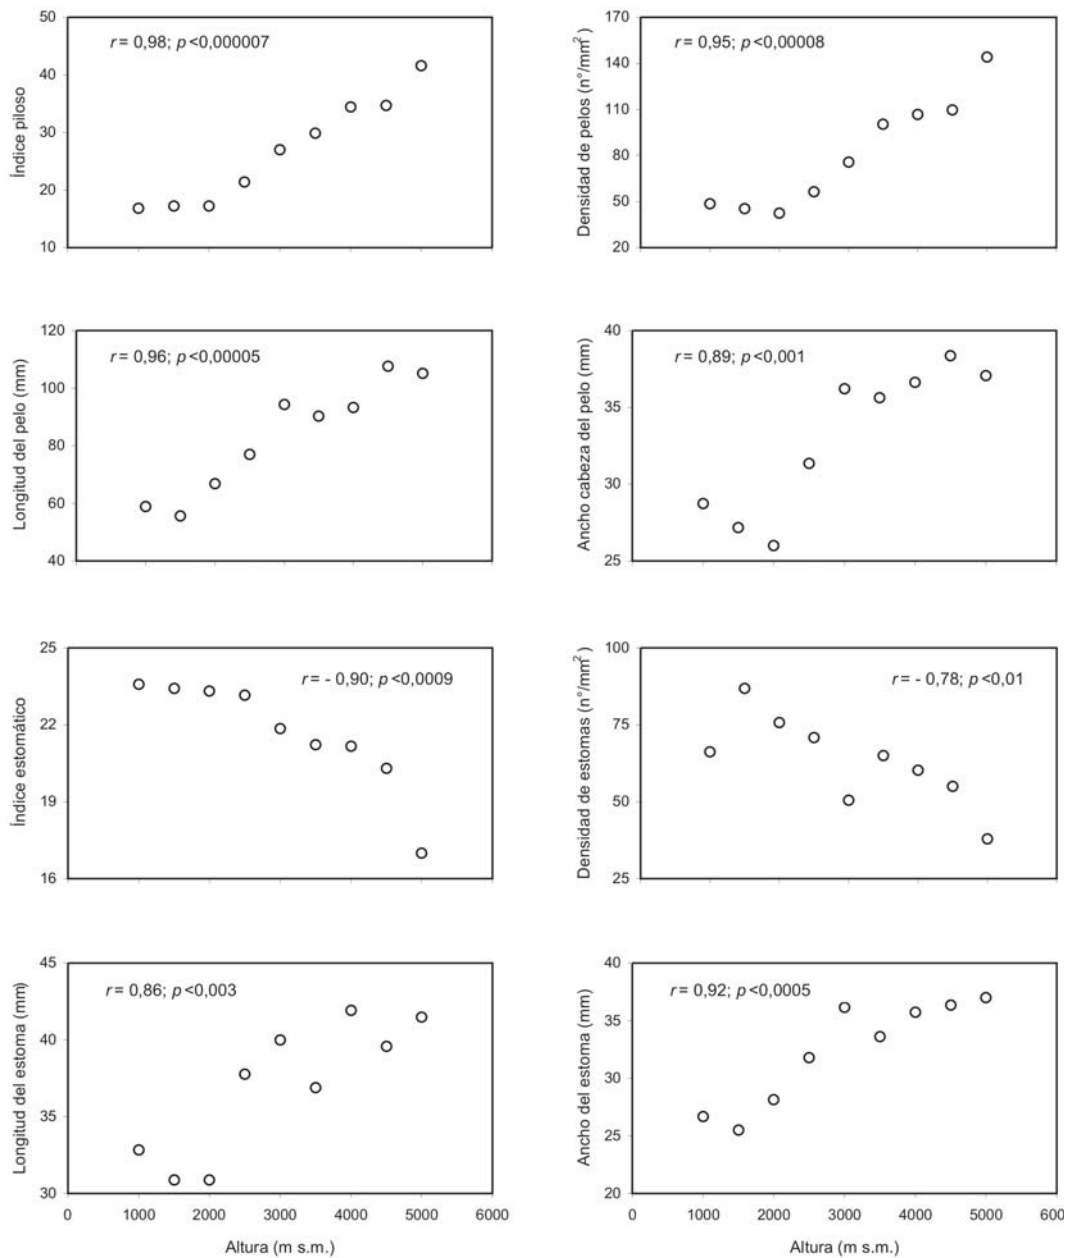 50
40
30
20
10
Índice piloso
r = 0,98; p <0,000007
170
140
110
80
50
20
Densidad de pelos (n°/mm²)
r = 0,95; p <0,00008
120
100
80
60
40
Longitud del pelo (mm)
r = 0,96; p <0,00005
40
35
30
25
Ancho cabeza del pelo (mm)
r = 0,89; p <0,001
25
22
19
16
Índice estomático
r = - 0,90; p <0,0009
100
75
50
25
Densidad de estomas (n°/mm²)
r = - 0,78; p <0,01
45
40
35
30
Longitud del estoma (mm)
r = 0,86; p <0,003
0 1000 2000 3000 4000 5000 6000
Altura (m s.m.)
40
35
30
25
20
Ancho del estoma (mm)
r = 0,92; p <0,0005
0 1000 2000 3000 4000 5000 600
Altura (m s.m.)